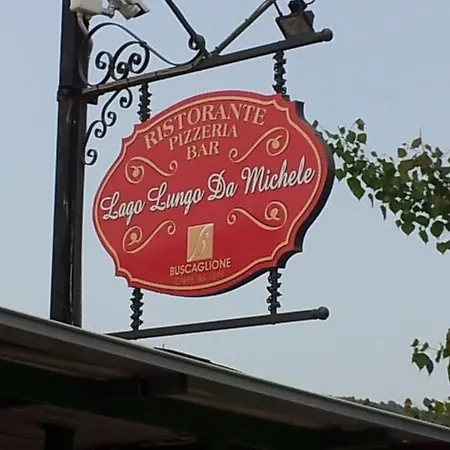 RISTORANTE
PIZZERIA
BAR
Lago Lungo Da Michele
BUSCAGLIONE